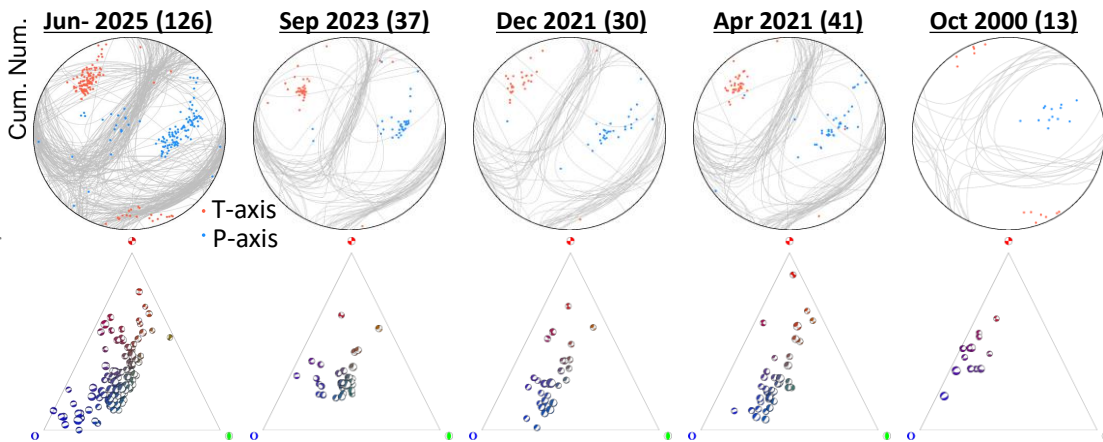 Jun- 2025 (126) Sep 2023 (37) Dec 2021 (30) Apr 2021 (41) Oct 2000 (13)
Cum. Num.
T-axis
P-axis